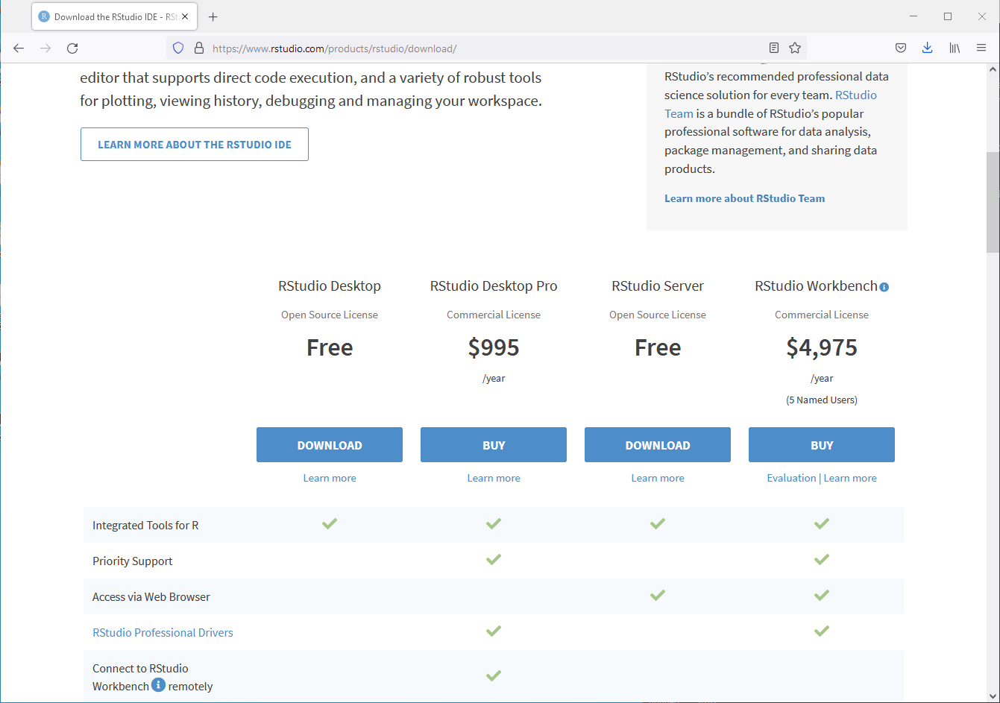 Download the RStudio IDE - RSt
https://www.rstudio.com/products/rstudio/download/
editor that supports direct code execution, and a variety of robust tools
for plotting, viewing history, debugging and managing your workspace.
LEARN MORE ABOUT THE RSTUDIO IDE
RStudio’s recommended professional data
science solution for every team. RStudio
Team is a bundle of RStudio’s popular
professional software for data analysis,
package management, and sharing data
products.
Learn more about RStudio Team
RStudio Desktop
Open Source License
Free
DOWNLOAD
Learn more
RStudio Desktop Pro
Commercial License
$995
/year
BUY
Learn more
RStudio Server
Open Source License
Free
DOWNLOAD
Learn more
RStudio Workbench
Commercial License
$4,975
/year
(5 Named Users)
BUY
Evaluation | Learn more
Integrated Tools for R
Priority Support
Access via Web Browser
RStudio Professional Drivers
Connect to RStudio
Workbench remotely